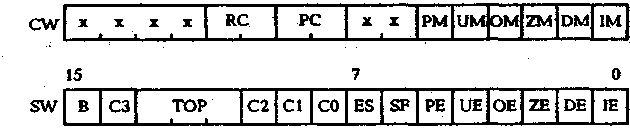 CW x x x x RC PC x x PM UM OM ZM DM IM
15 7 0
SW B C3 TOP C2 C1 C0 ES SF PE UE OE ZE DE IE